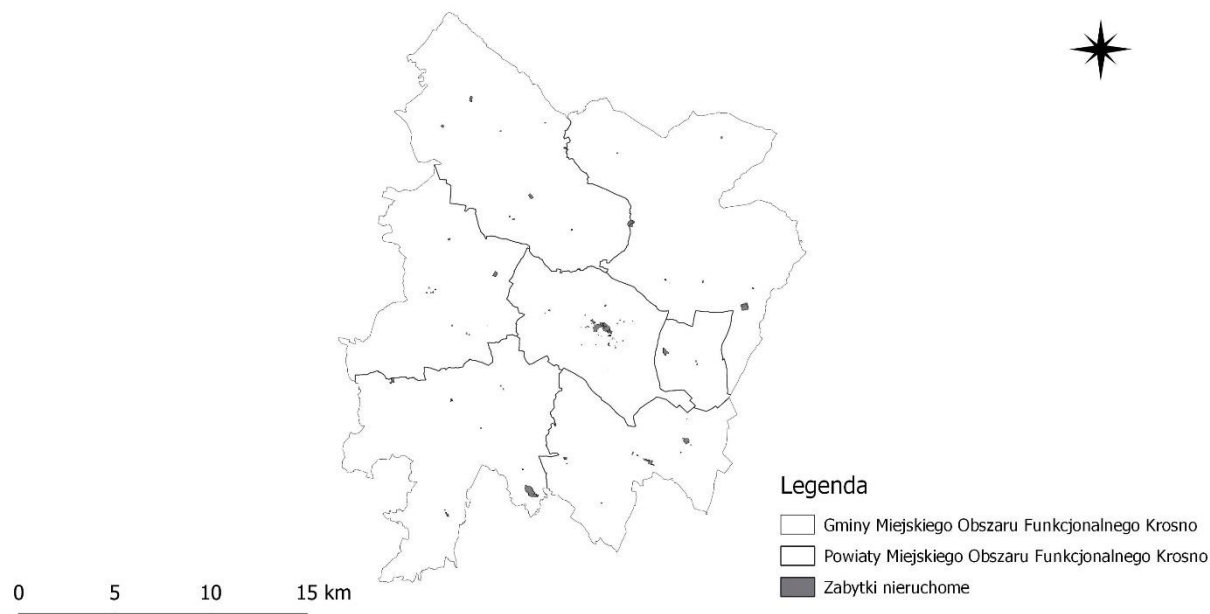 Legenda
Gminy Miejskiego Obszaru Funkcjonalnego Krosno
Powiaty Miejskiego Obszaru Funkcjonalnego Krosno
Zabytki nieruchome
0 5 10 15 km